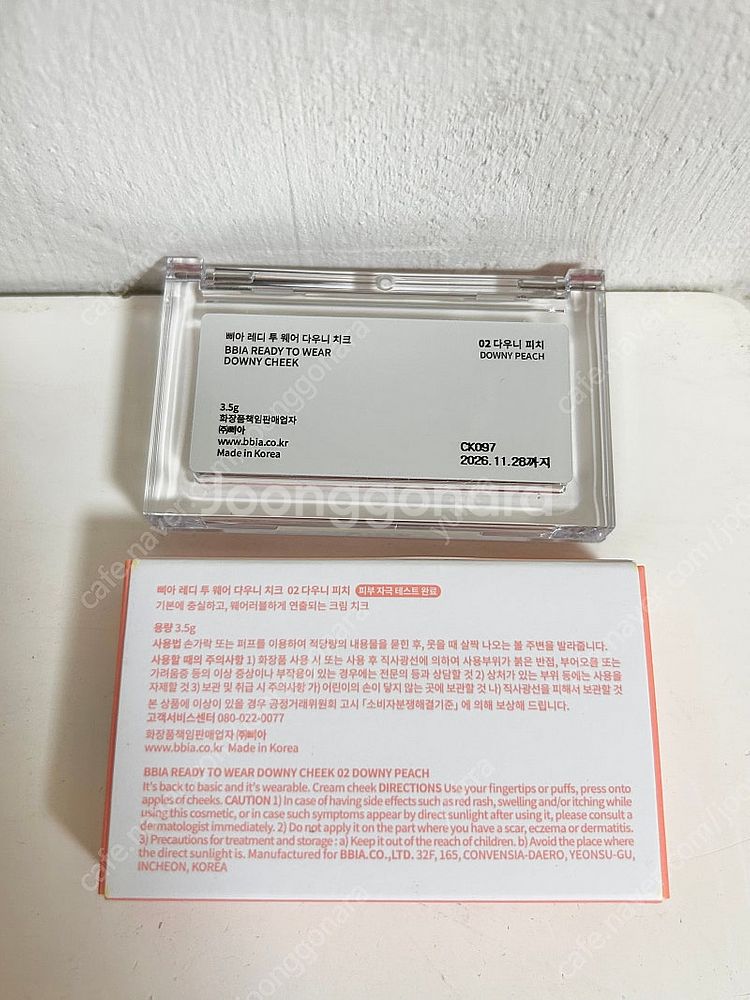 삐아 레디 투 웨어 다우니 치크
BBIA READY TO WEAR
DOWNY CHEEK
02 다우니 피치
DOWNY PEACH
3.5g
화장품책임판매업자
㈜삐아
www.bbia.co.kr
Made in Korea
CK097
2026.11.28까지
Joonggonara
삐아 레디 투 웨어 다우니 치크 02 다우니 피치 피부 자극 테스트 완료
기본에 충실하고, 웨어러블하게 연출되는 크림 치크
용량 3.5g
사용법 손가락 또는 퍼프를 이용하여 적당량의 내용물을 묻힌 후, 웃을 때 살짝 나오는 볼 주변을 발라줍니다.
사용할 때의 주의사항 1) 화장품 사용 시 또는 사용 후 직사광선에 의하여 사용부위가 붉은 반점, 부어오름 또는
가려움증 등의 이상 증상이나 부작용이 있는 경우에는 전문의 등과 상담할 것 2) 상처가 있는 부위 등에는 사용을
자제할 것 3) 보관 및 취급 시 주의사항 가) 어린이의 손이 닿지 않는 곳에 보관할 것 나) 직사광선을 피해서 보관할 것
본 상품에 이상이 있을 경우 공정거래위원회 고시 「소비자분쟁해결기준」에 의해 보상해 드립니다.
고객서비스센터 080-022-0077
화장품책임판매업자 ㈜삐아
www.bbia.co.kr Made in Korea
BBIA READY TO WEAR DOWNY CHEEK 02 DOWNY PEACH
It's back to basic and it's wearable. Cream cheek DIRECTIONS Use your fingertips or puffs, press onto
apples of cheeks. CAUTION 1) In case of having side effects such as red rash, swelling and/or itching while
using this cosmetic, or in case such symptoms appear by direct sunlight after using it, please consult a
dermatologist immediately. 2) Do not apply it on the part where you have a scar, eczema or dermatitis.
3) Precautions for treatment and storage : a) Keep it out of the reach of children. b) Avoid the place where
the direct sunlight is. Manufactured for BBIA.CO.,LTD. 32F, 165, CONVENSIA-DAERO, YEONSU-GU,
INCHEON, KOREA